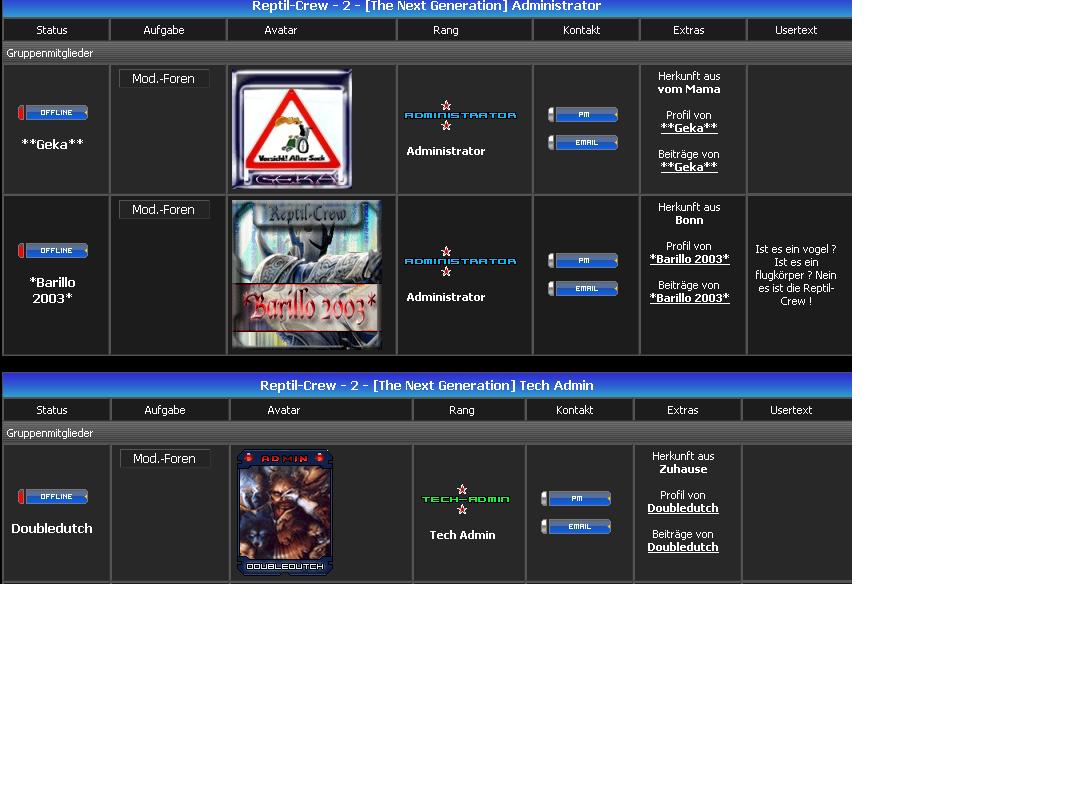 Reptil-Crew - 2 - [The Next Generation] Administrator
Status Aufgabe Avatar Rang Kontakt Extras Usertext
Gruppenmitglieder
OFFLINE
**Geka**
Mod.-Foren
Vorsicht! Alter Sack
GEKA
ADMINISTRATOR
Administrator
PM
EMAIL
Herkunft aus
vom Mama
Profil von
**Geka**
Beiträge von
**Geka**
OFFLINE
*Barillo
2003*
Mod.-Foren
Reptil-Crew
*Barillo 2003*
ADMINISTRATOR
Administrator
PM
EMAIL
Herkunft aus
Bonn
Profil von
*Barillo 2003*
Beiträge von
*Barillo 2003*
Ist es ein vogel ?
Ist es ein
flugkörper ? Nein
es ist die Reptil-
Crew !
Reptil-Crew - 2 - [The Next Generation] Tech Admin
Status Aufgabe Avatar Rang Kontakt Extras Usertext
Gruppenmitglieder
OFFLINE
Doubledutch
Mod.-Foren
ADMIN
DOUBLEDUTCH
TECH-ADMIN
Tech Admin
PM
EMAIL
Herkunft aus
Zuhause
Profil von
Doubledutch
Beiträge von
Doubledutch